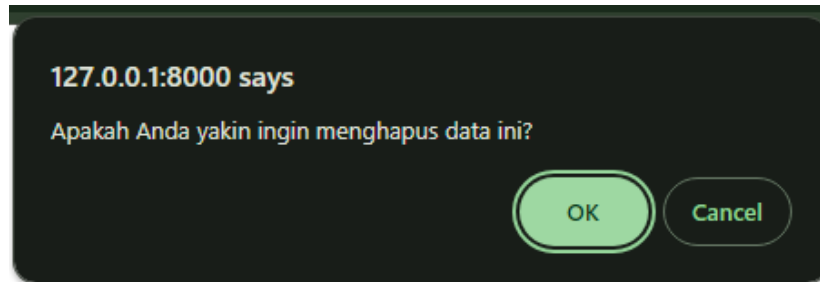 127.0.0.1:8000 says
Apakah Anda yakin ingin menghapus data ini?
OK
Cancel